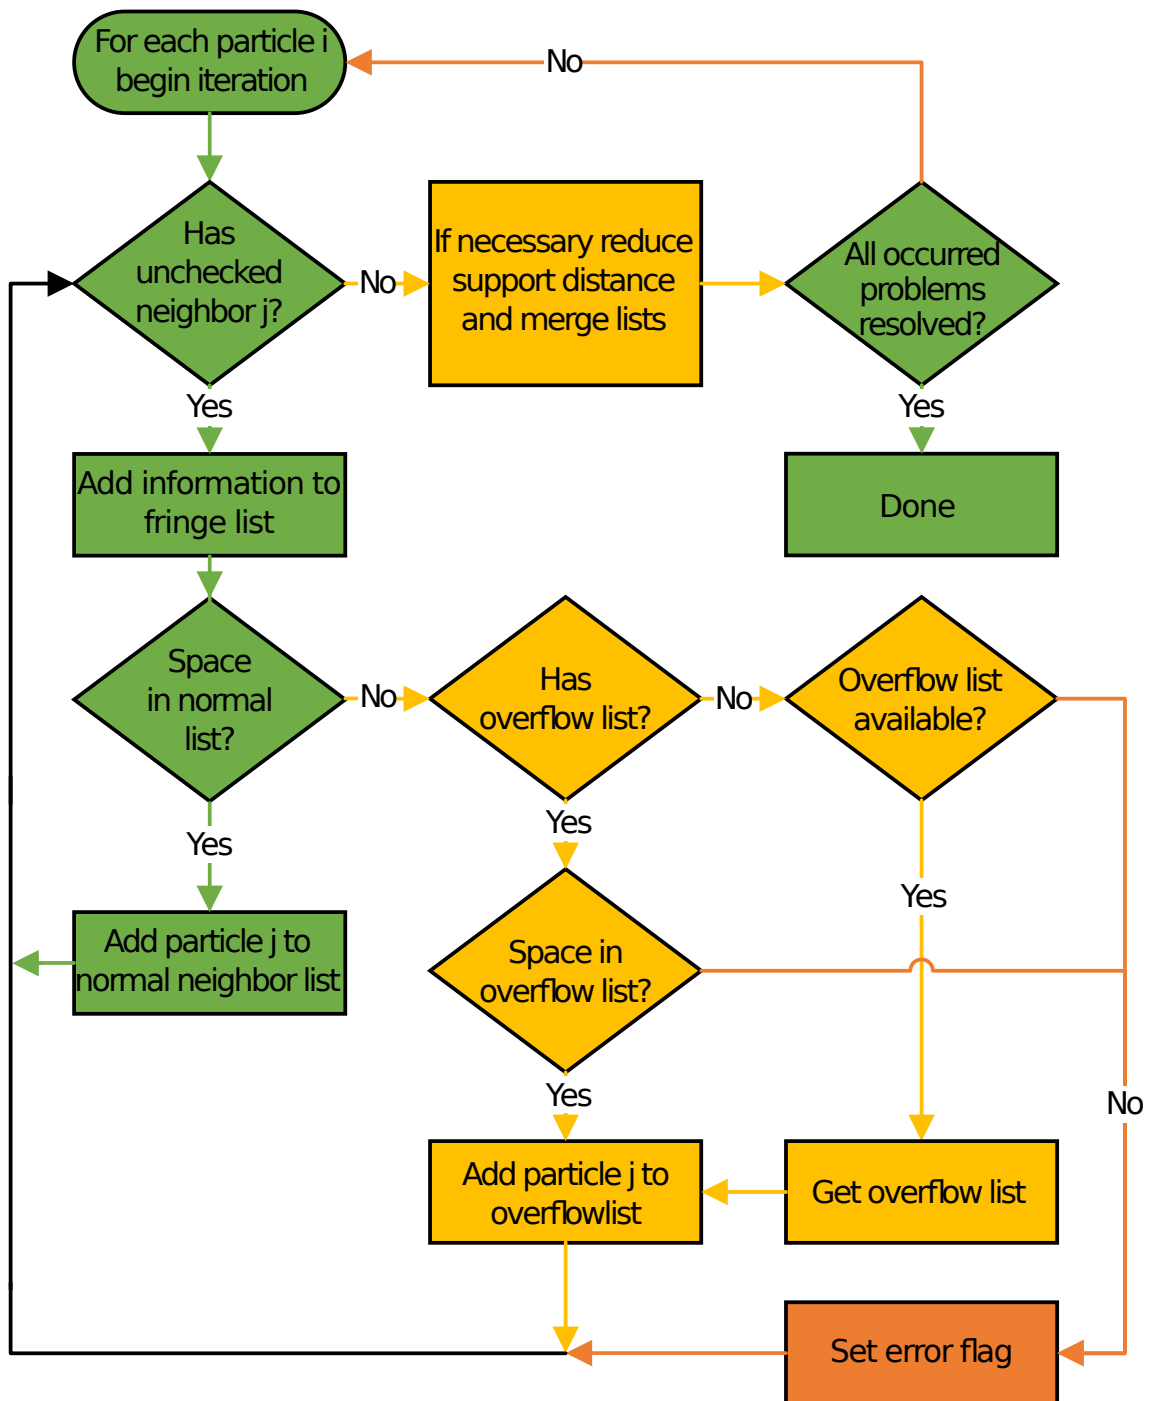 For each particle i
begin iteration
No
Has
unchecked
neighbor j?
No
If necessary reduce
support distance
and merge lists
All occurred
problems
resolved?
Yes
Yes
Add information to
fringe list
Done
Space
in normal
list?
No
Has
overflow list?
No
Overflow list
available?
Yes
Yes
Yes
Add particle j to
normal neighbor list
Space in
overflow list?
Yes
No
Add particle j to
overflowlist
Get overflow list
Set error flag